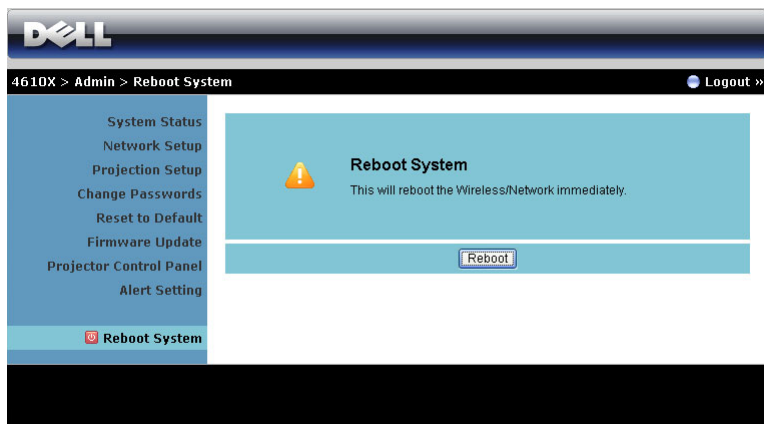 DELL
4610X > Admin > Reboot System
Logout »
System Status
Network Setup
Projection Setup
Change Passwords
Reset to Default
Firmware Update
Projector Control Panel
Alert Setting
Reboot System
Reboot System
This will reboot the Wireless/Network immediately.
Reboot